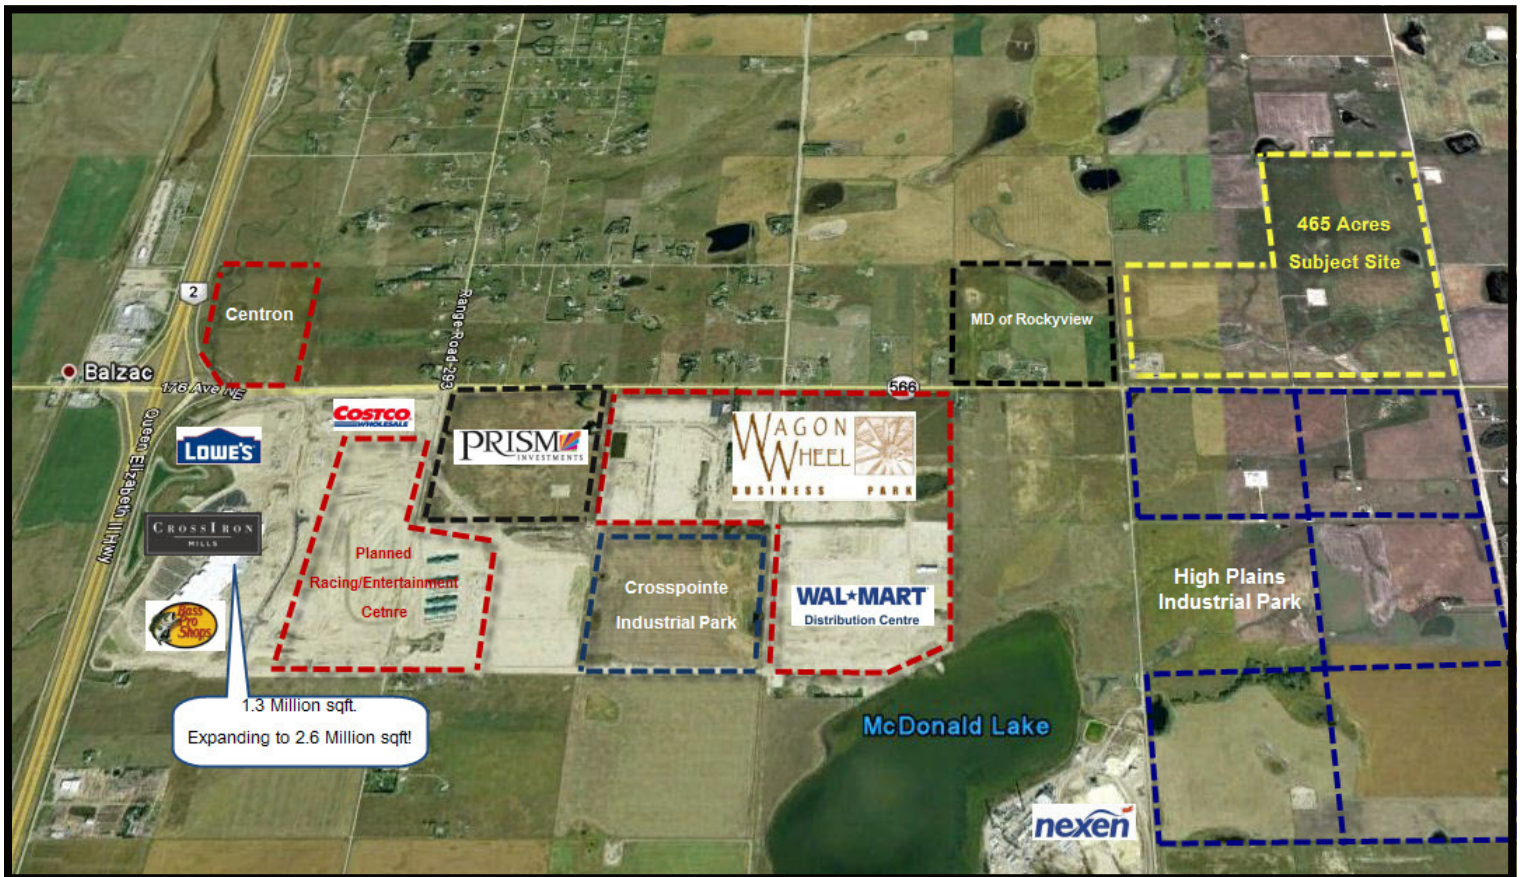 465 Acres
Subject Site
2
Centron
Range Road 293
MD of Rockyview
Balzac
176 Ave NE
566
Queen Elizabeth II Hwy
COSTCO
WHOLESALE
LOWE'S
PRISM
INVESTMENTS
WAGON
WHEEL
BUSINESS PARK
CROSSIRON
MILLS
Planned
Racing/Entertainment
Cetnre
Crosspointe
Industrial Park
WAL★MART
Distribution Centre
High Plains
Industrial Park
Bass
Pro
Shops
1.3 Million sqft.
Expanding to 2.6 Million sqft!
McDonald Lake
nexen